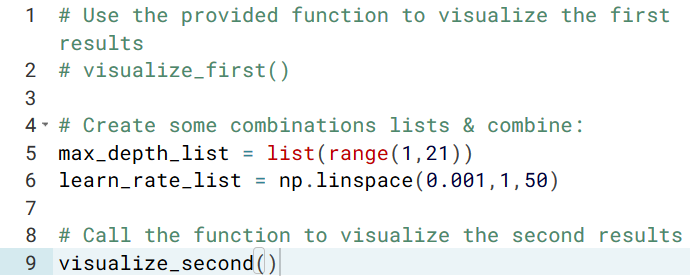 1 # Use the provided function to visualize the first
results
2 # visualize_first()
3
4 # Create some combinations lists & combine:
5 max_depth_list = list(range(1,21))
6 learn_rate_list = np.linspace(0.001,1,50)
7
8 # Call the function to visualize the second results
9 visualize_second()